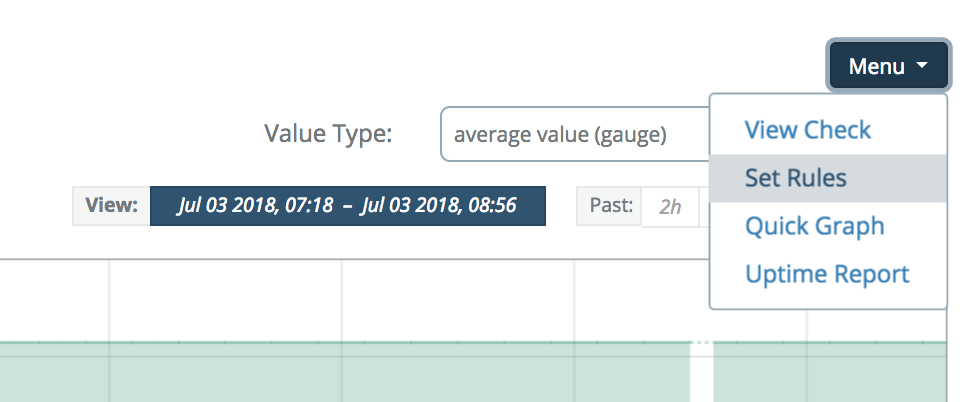 Menu
Value Type: average value (gauge)
View Check
Set Rules
View: Jul 03 2018, 07:18 – Jul 03 2018, 08:56 Past: 2h
Quick Graph
Uptime Report